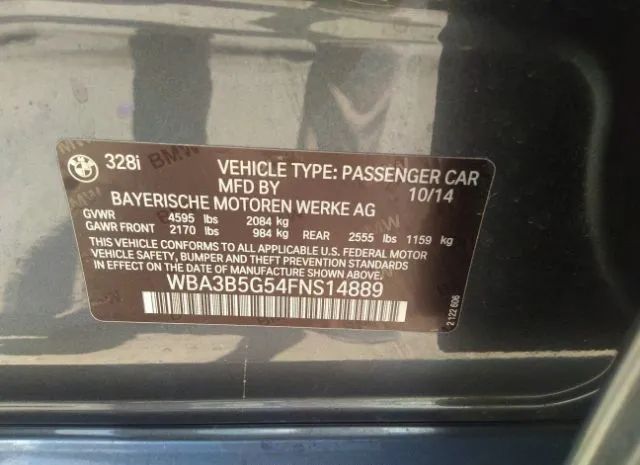 328i VEHICLE TYPE: PASSENGER CAR
MFD BY 10/14
BAYERISCHE MOTOREN WERKE AG
GVWR 4595 lbs 2084 kg
GAWR FRONT 2170 lbs 984 kg REAR 2555 lbs 1159 kg
THIS VEHICLE CONFORMS TO ALL APPLICABLE U.S. FEDERAL MOTOR
VEHICLE SAFETY, BUMPER AND THEFT PREVENTION STANDARDS
IN EFFECT ON THE DATE OF MANUFACTURE SHOWN ABOVE.
WBA3B5G54FNS14889
2 122 606